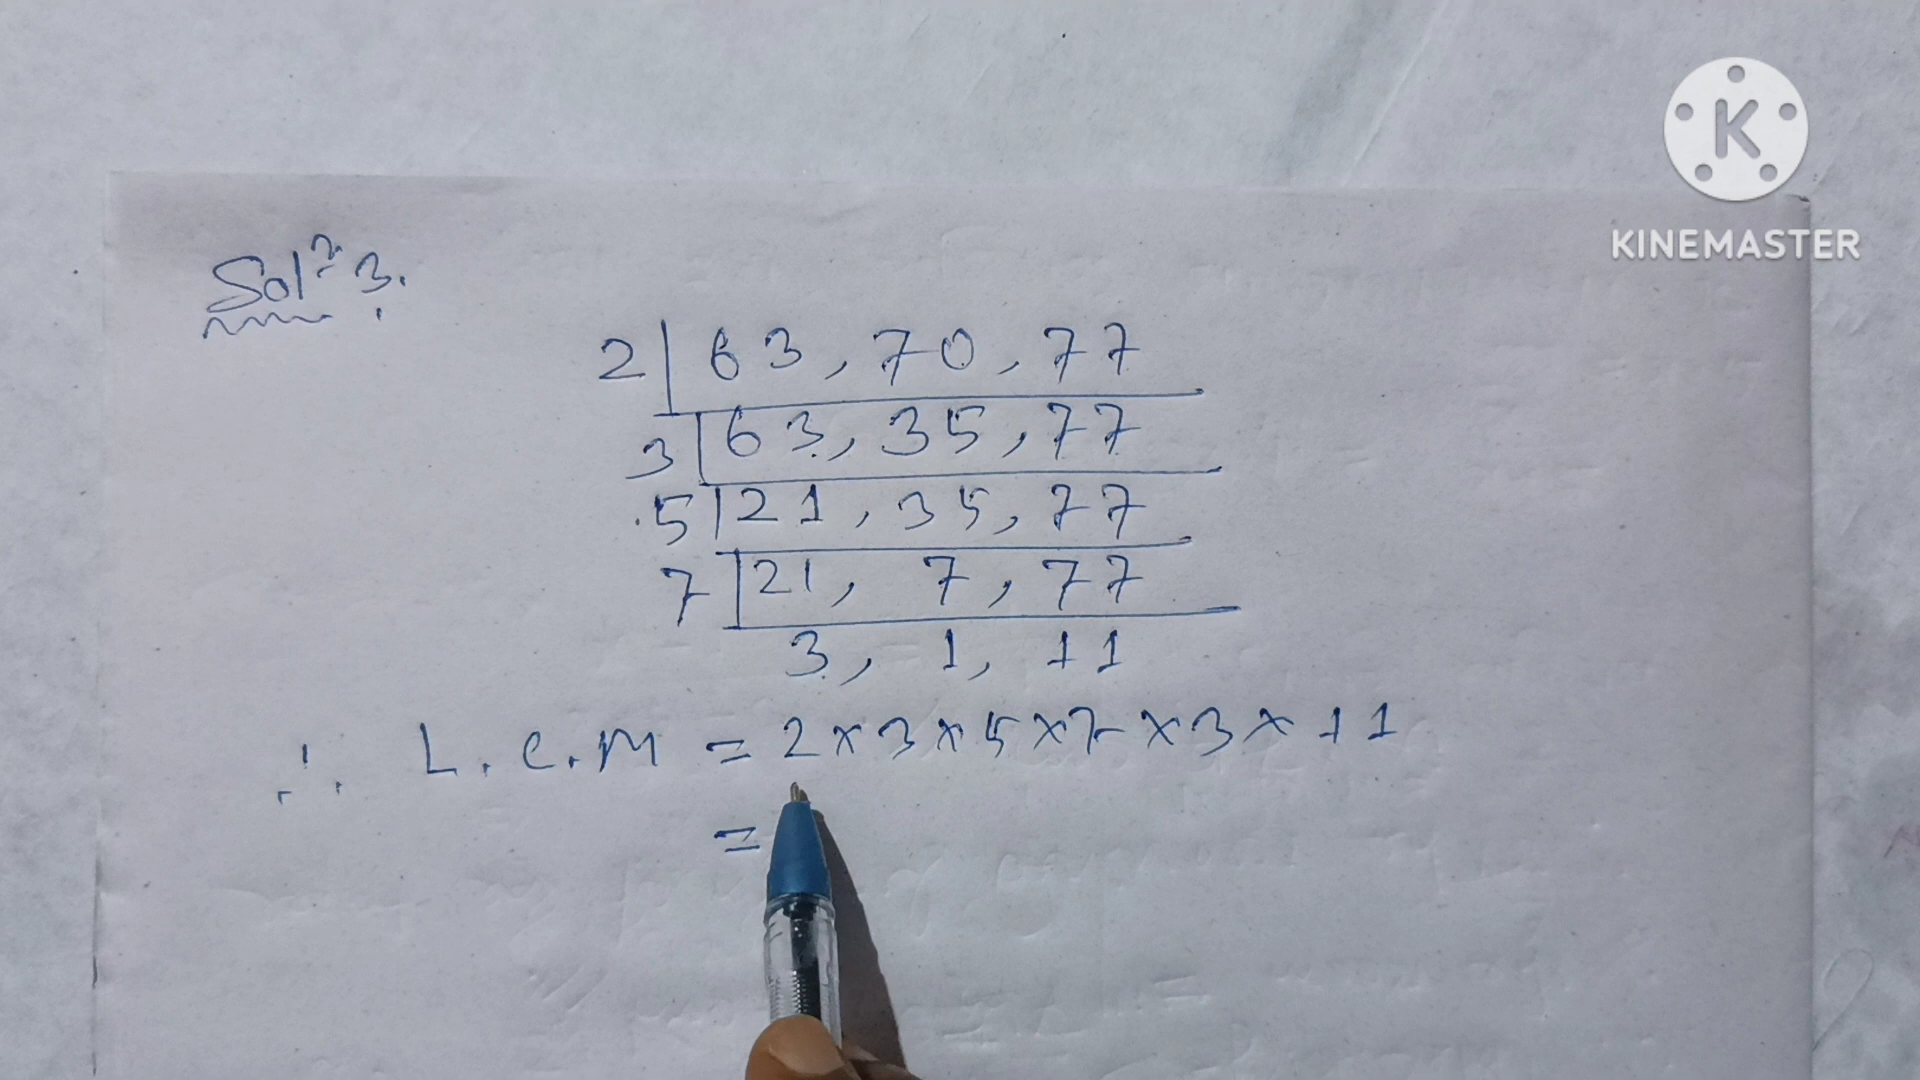 K
KINEMASTER
Solⁿ 3.
2 | 63, 70, 77
3 | 63, 35, 77
5 | 21, 35, 77
7 | 21, 7, 77
3, 1, 11
∴ L.C.M = 2×3×5×7×3×11
=